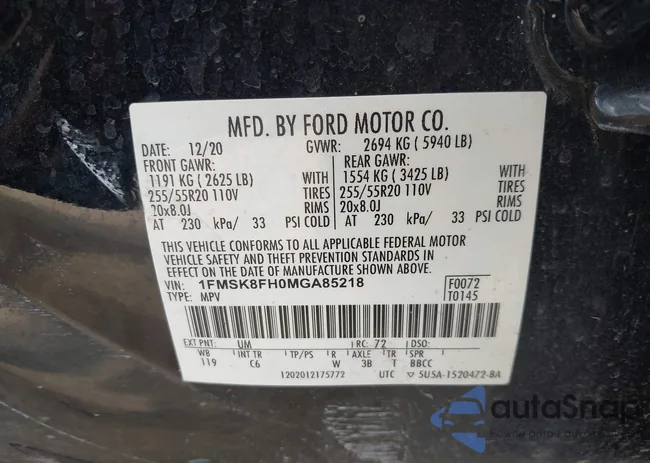 MFD. BY FORD MOTOR CO.
DATE: 12/20 GVWR: 2694 KG ( 5940 LB)
FRONT GAWR: REAR GAWR:
1191 KG ( 2625 LB) WITH 1554 KG ( 3425 LB) WITH
255/55R20 110V TIRES 255/55R20 110V TIRES
20x8.0J RIMS 20x8.0J RIMS
AT 230 kPa/ 33 PSI COLD AT 230 kPa/ 33 PSI COLD
THIS VEHICLE CONFORMS TO ALL APPLICABLE FEDERAL MOTOR
VEHICLE SAFETY AND THEFT PREVENTION STANDARDS IN
EFFECT ON THE DATE OF MANUFACTURE SHOWN ABOVE.
VIN: 1FMSK8FH0MGA85218 F0072
TYPE: MPV T0145
EXT PNT: UM RC: 72 DSO:
WB INT TR TP/PS R AXLE TR SPR
119 C6 W 3B T BBCC
1202012175772 UTC 5U5A-1520472-BA
autoSnap